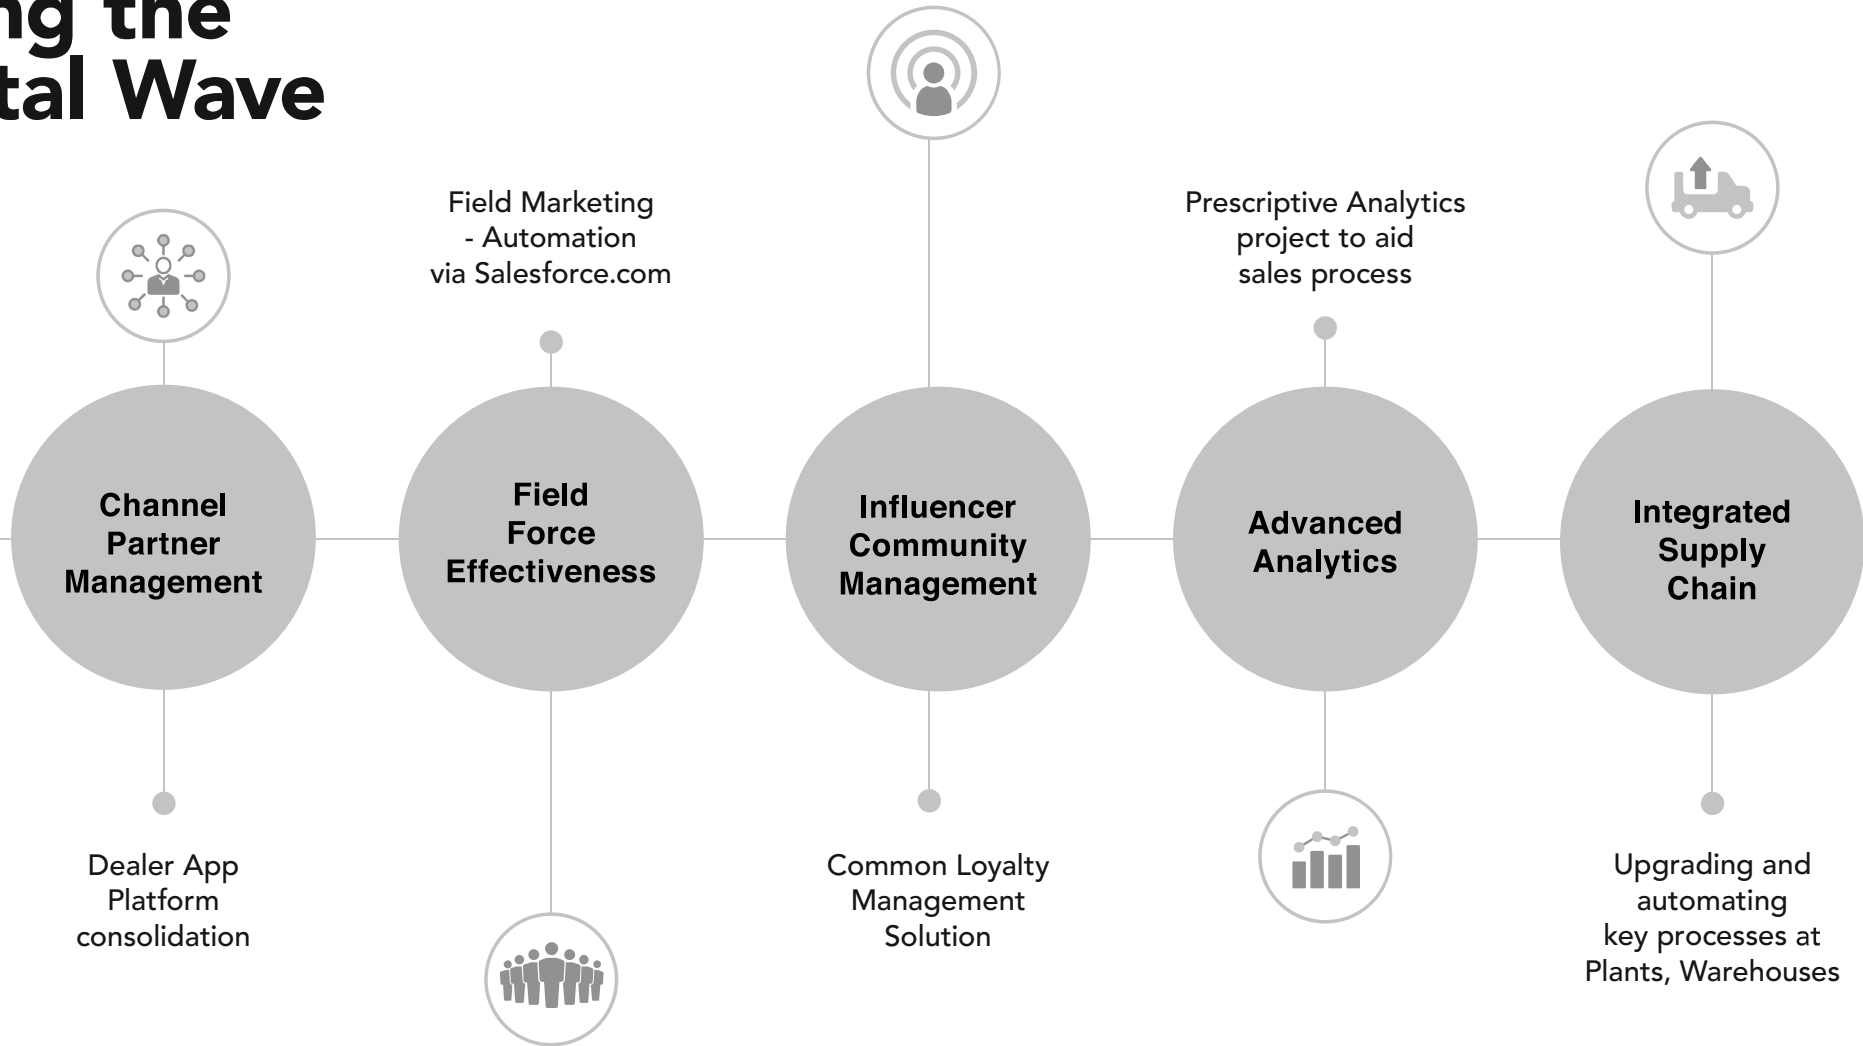 ng the
tal Wave
Field Marketing
- Automation
via Salesforce.com
Prescriptive Analytics
project to aid
sales process
Channel
Partner
Management
Field
Force
Effectiveness
Influencer
Community
Management
Advanced
Analytics
Integrated
Supply
Chain
Dealer App
Platform
consolidation
Common Loyalty
Management
Solution
Upgrading and
automating
key processes at
Plants, Warehouses